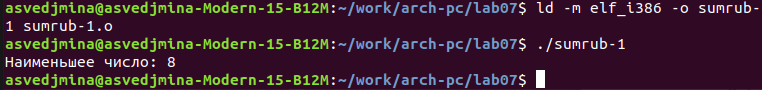 asvedjmina@asvedjmina-Modern-15-B12M:~/work/arch-pc/lab07$ ld -m elf_i386 -o sumrub-
1 sumrub-1.o
asvedjmina@asvedjmina-Modern-15-B12M:~/work/arch-pc/lab07$ ./sumrub-1
Наименьшее число: 8
asvedjmina@asvedjmina-Modern-15-B12M:~/work/arch-pc/lab07$